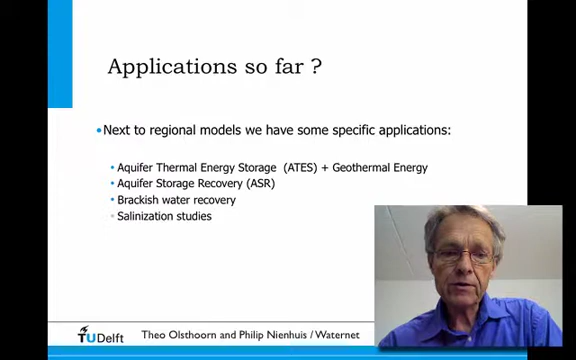 Applications so far ?
•Next to regional models we have some specific applications:
• Aquifer Thermal Energy Storage (ATES) + Geothermal Energy
• Aquifer Storage Recovery (ASR)
• Brackish water recovery
• Salinization studies
TUDelft
Theo Olsthoorn and Philip Nienhuis / Waternet